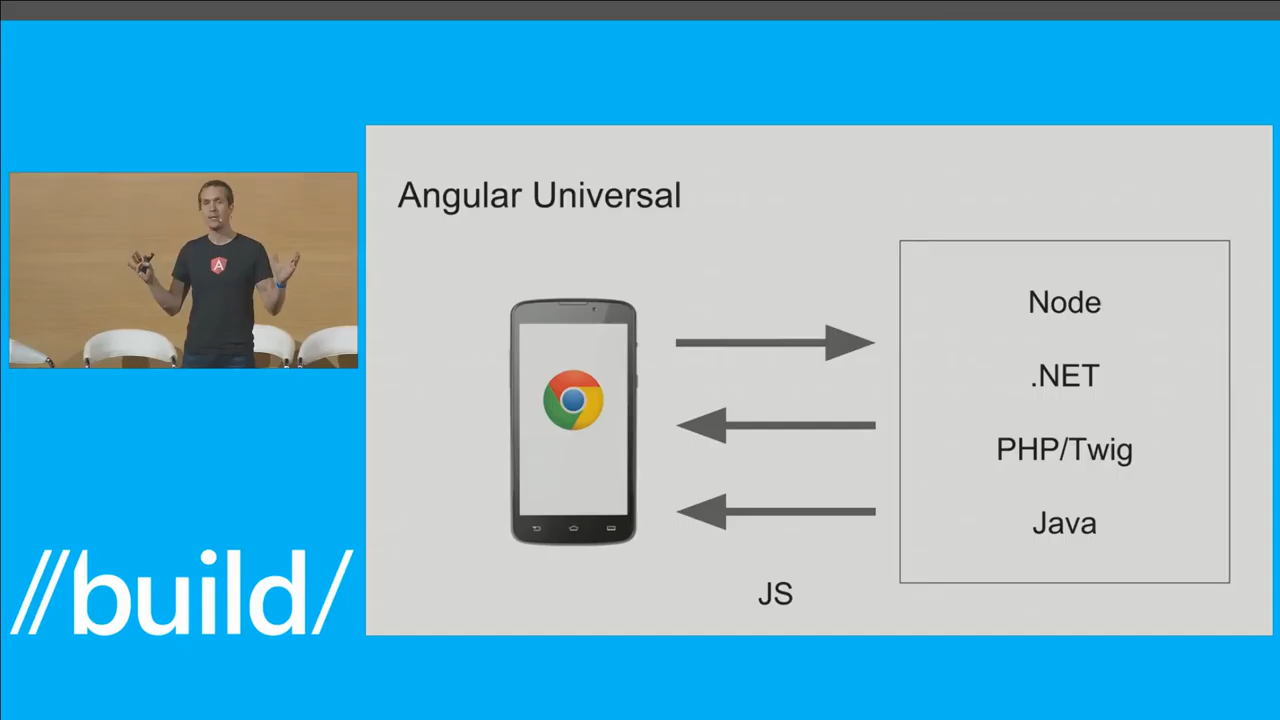 Angular Universal
A
Node
.NET
PHP/Twig
Java
JS
//build/